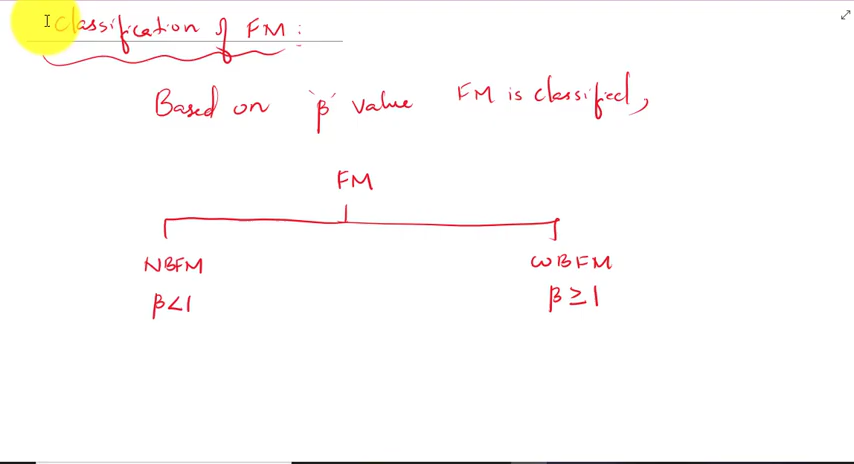 Classification of FM:
Based on 'β' value FM is classified,
FM
NBFM
WBFM
β<1
β≥1